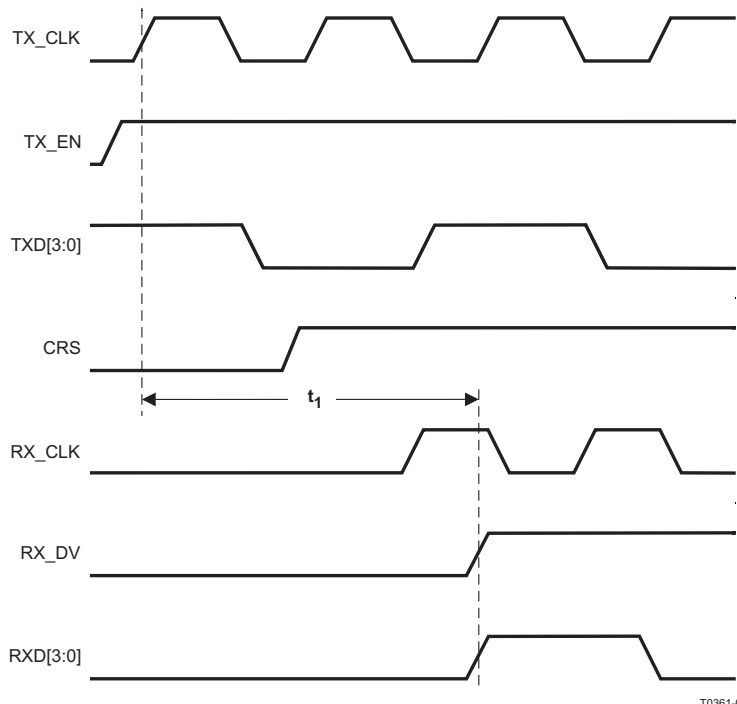 TX_CLK
TX_EN
TXD[3:0]
CRS
t1
RX_CLK
RX_DV
RXD[3:0]